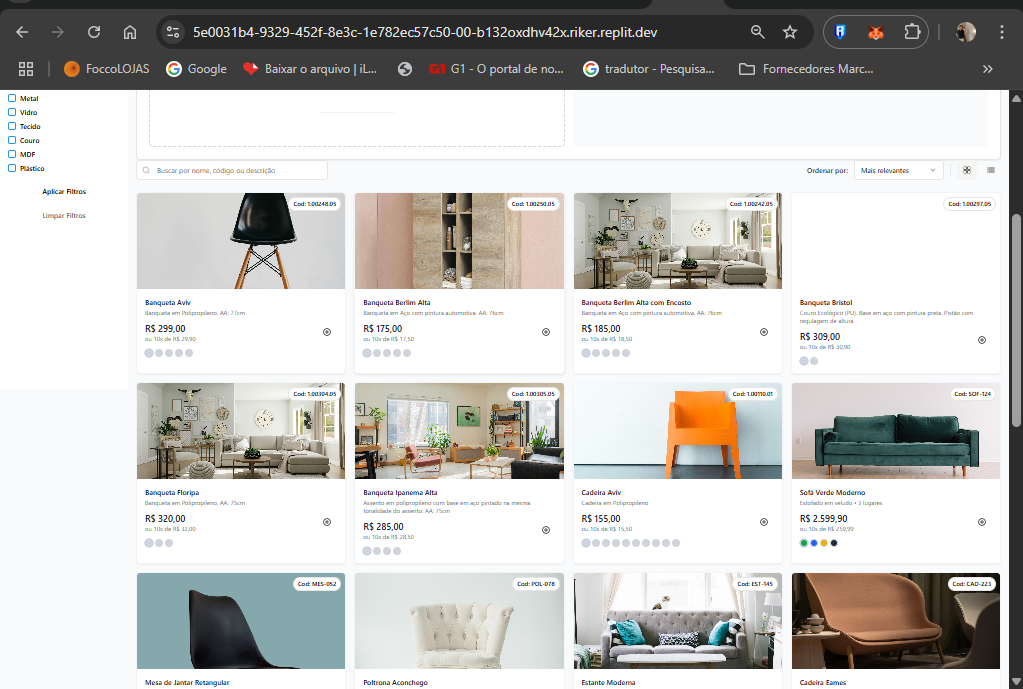 5e0031b4-9329-452f-8e3c-1e782ec57c50-00-b132oxdhv42x.riker.replit.dev
FoccoLOJAS
Google
Baixar o arquivo | iL...
G1 - O portal de no...
tradutor - Pesquisa...
Fornecedores Marc...
Metal
Vidro
Tecido
Couro
MDF
Plástico
Aplicar Filtros
Limpar Filtros
Buscar por nome, código ou descrição
Ordenar por:
Mais relevantes
Cod: 1.00248.05
Banqueta Aviv
Banqueta em Polipropileno. AA: 77cm
R$ 299,00
ou 10x de R$ 29,90
Cod: 1.00250.05
Banqueta Berlim Alta
Banqueta em Aço com pintura automotiva. AA: 76cm
R$ 175,00
ou 10x de R$ 17,50
Cod: 1.00242.05
Banqueta Berlim Alta com Encosto
Banqueta em Aço com pintura automotiva. AA: 76cm
R$ 185,00
ou 10x de R$ 18,50
Cod: 1.00297.05
Banqueta Bristol
Couro Ecológico (PU). Base em aço com pintura preta. Pistão com
regulagem de altura
R$ 309,00
ou 10x de R$ 30,90
Cod: 1.00304.05
Banqueta Floripa
Banqueta em Polipropileno. AA: 75cm
R$ 320,00
ou 10x de R$ 32,00
Cod: 1.00305.05
Banqueta Ipanema Alta
Assento em polipropileno com base em aço pintado na mesma
tonalidade do assento. AA: 75cm
R$ 285,00
ou 10x de R$ 28,50
Cod: 1.00110.01
Cadeira Aviv
Cadeira em Polipropileno
R$ 155,00
ou 10x de R$ 15,50
Cod: SOF-124
Sofá Verde Moderno
Estofado em veludo • 3 lugares
R$ 2.599,90
ou 10x de R$ 259,99
Cod: MES-052
Mesa de Jantar Retangular
Cod: POL-078
Poltrona Aconchego
Cod: EST-145
Estante Moderna
Cod: CAD-223
Cadeira Eames